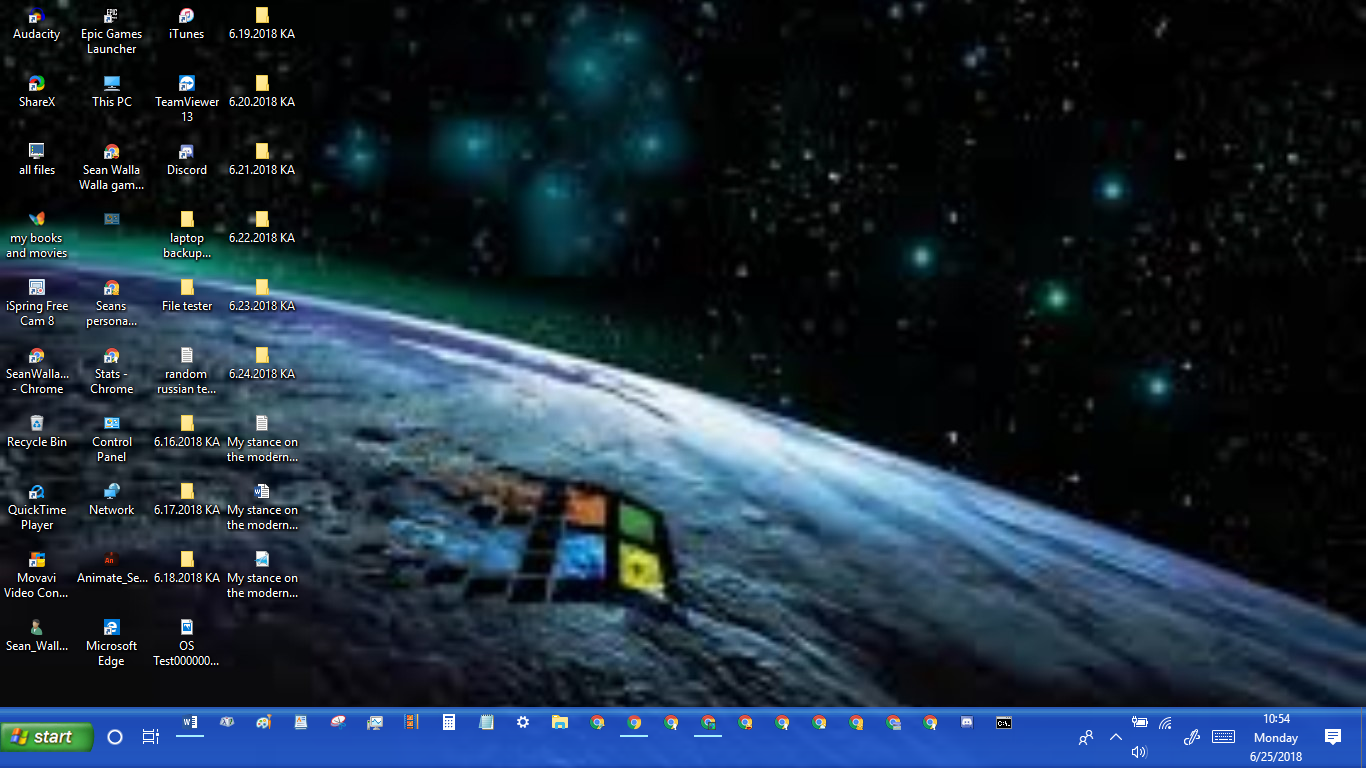 Audacity
Epic Games
Launcher
iTunes
6.19.2018 KA
ShareX
This PC
TeamViewer
13
6.20.2018 KA
all files
Sean Walla
Walla gam...
Discord
6.21.2018 KA
my books
and movies
laptop
backup...
6.22.2018 KA
iSpring Free
Cam 8
Seans
persona...
File tester
6.23.2018 KA
SeanWalla...
- Chrome
Stats -
Chrome
random
russian te...
6.24.2018 KA
Recycle Bin
Control
Panel
6.16.2018 KA
My stance on
the modern...
QuickTime
Player
Network
6.17.2018 KA
My stance on
the modern...
Movavi
Video Con...
Animate_Se...
6.18.2018 KA
My stance on
the modern...
Sean_Wall...
Microsoft
Edge
OS
Test000000...
start
10:54
Monday
6/25/2018